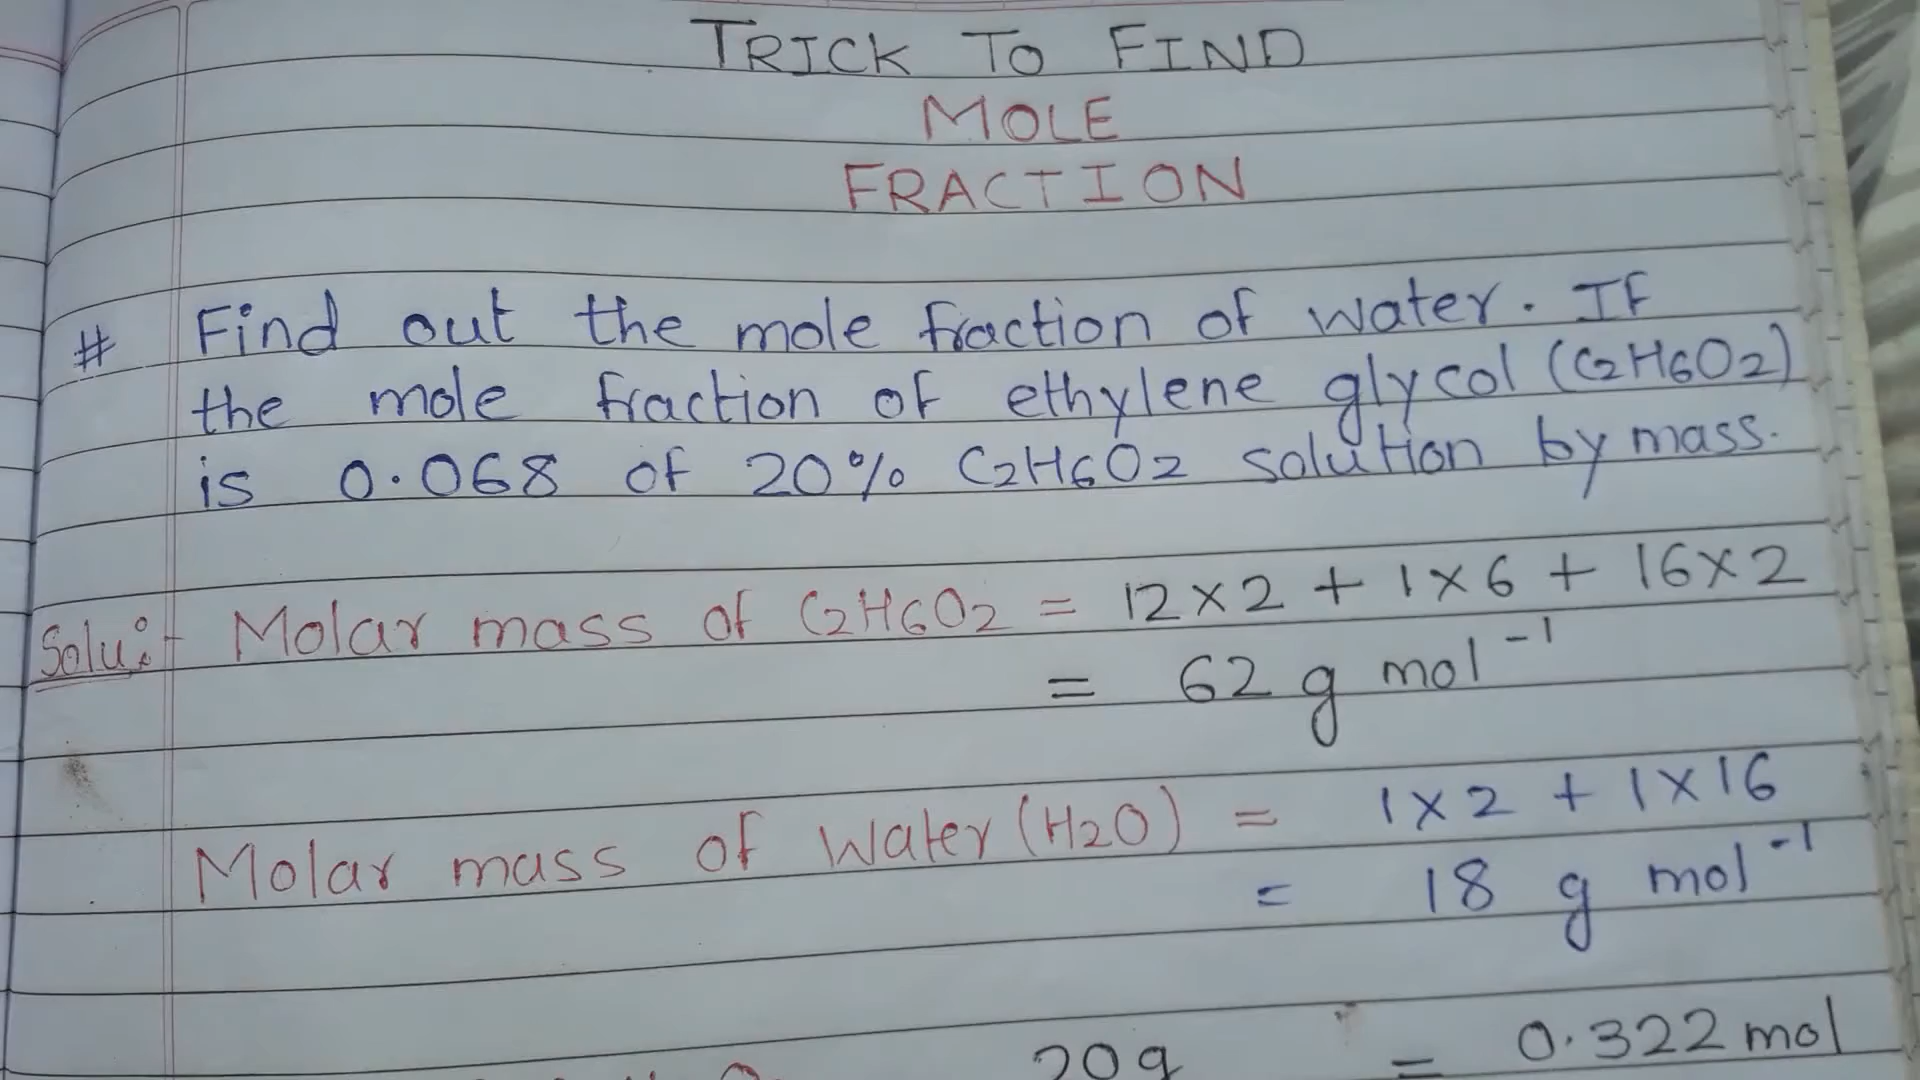 TRICK TO FIND
MOLE
FRACTION
# Find out the mole fraction of water. If
the mole fraction of ethylene glycol (C2H6O2)
is 0.068 of 20% C2H6O2 solution by mass.
Solu:- Molar mass of C2H6O2 = 12 × 2 + 1 × 6 + 16 × 2
= 62 g mol⁻¹
Molar mass of Water (H2O) = 1 × 2 + 1 × 16
= 18 g mol⁻¹
20g = 0.322 mol